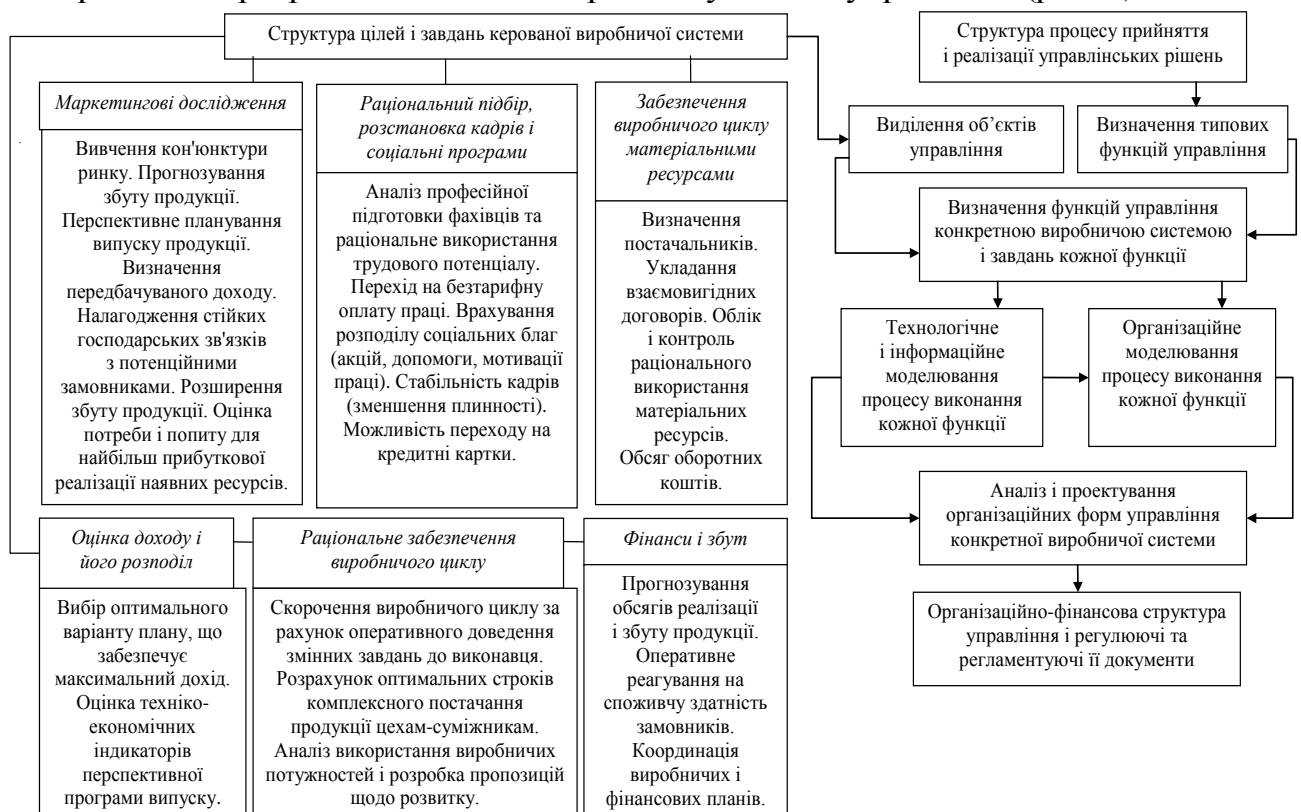 Структура цілей і завдань керованої виробничої системи
Маркетингові дослідження
Вивчення кон'юнктури
ринку. Прогнозування
збуту продукції.
Перспективне планування
випуску продукції.
Визначення
передбачуваного доходу.
Налагодження стійких
господарських зв'язків
з потенційними
замовниками. Розширення
збуту продукції. Оцінка
потреби і попиту для
найбільш прибуткової
реалізації наявних ресурсів.
Раціональний підбір,
розстановка кадрів і
соціальні програми
Аналіз професійної
підготовки фахівців та
раціональне використання
трудового потенціалу.
Перехід на безтарифну
оплату праці. Врахування
розподілу соціальних благ
(акцій, допомоги, мотивації
праці). Стабільність кадрів
(зменшення плинності).
Можливість переходу на
кредитні картки.
Забезпечення
виробничого циклу
матеріальними
ресурсами
Визначення
постачальників.
Укладання
взаємовигідних
договорів. Облік
і контроль
раціонального
використання
матеріальних
ресурсів.
Обсяг оборотних
коштів.
Оцінка доходу і
його розподіл
Вибір оптимального
варіанту плану, що
забезпечує
максимальний дохід.
Оцінка техніко-
економічних
індикаторів
перспективної
програми випуску.
Раціональне забезпечення
виробничого циклу
Скорочення виробничого циклу за
рахунок оперативного доведення
змінних завдань до виконавця.
Розрахунок оптимальних строків
комплексного постачання
продукції цехам-суміжникам.
Аналіз використання виробничих
потужностей і розробка пропозицій
щодо розвитку.
Фінанси і збут
Прогнозування
обсягів реалізації
і збуту продукції.
Оперативне
реагування на
споживчу здатність
замовників.
Координація
виробничих і
фінансових планів.
Структура процесу прийняття
і реалізації управлінських рішень
Виділення об’єктів
управління
Визначення типових
функцій управління
Визначення функцій управління
конкретною виробничою системою
і завдань кожної функції
Технологічне
і інформаційне
моделювання
процесу виконання
кожної функції
Організаційне
моделювання
процесу виконання
кожної функції
Аналіз і проектування
організаційних форм управління
конкретної виробничої системи
Організаційно-фінансова структура
управління і регулюючі та
регламентуючі її документи